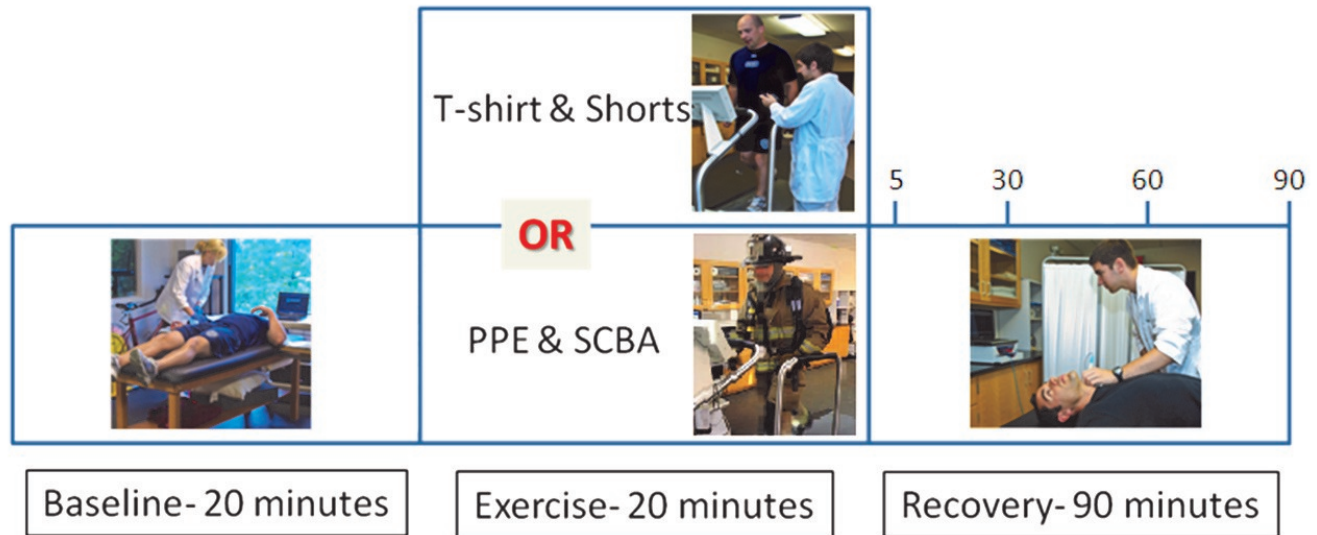 T-shirt & Shorts
OR
PPE & SCBA
5 30 60 90
Baseline- 20 minutes
Exercise- 20 minutes
Recovery- 90 minutes